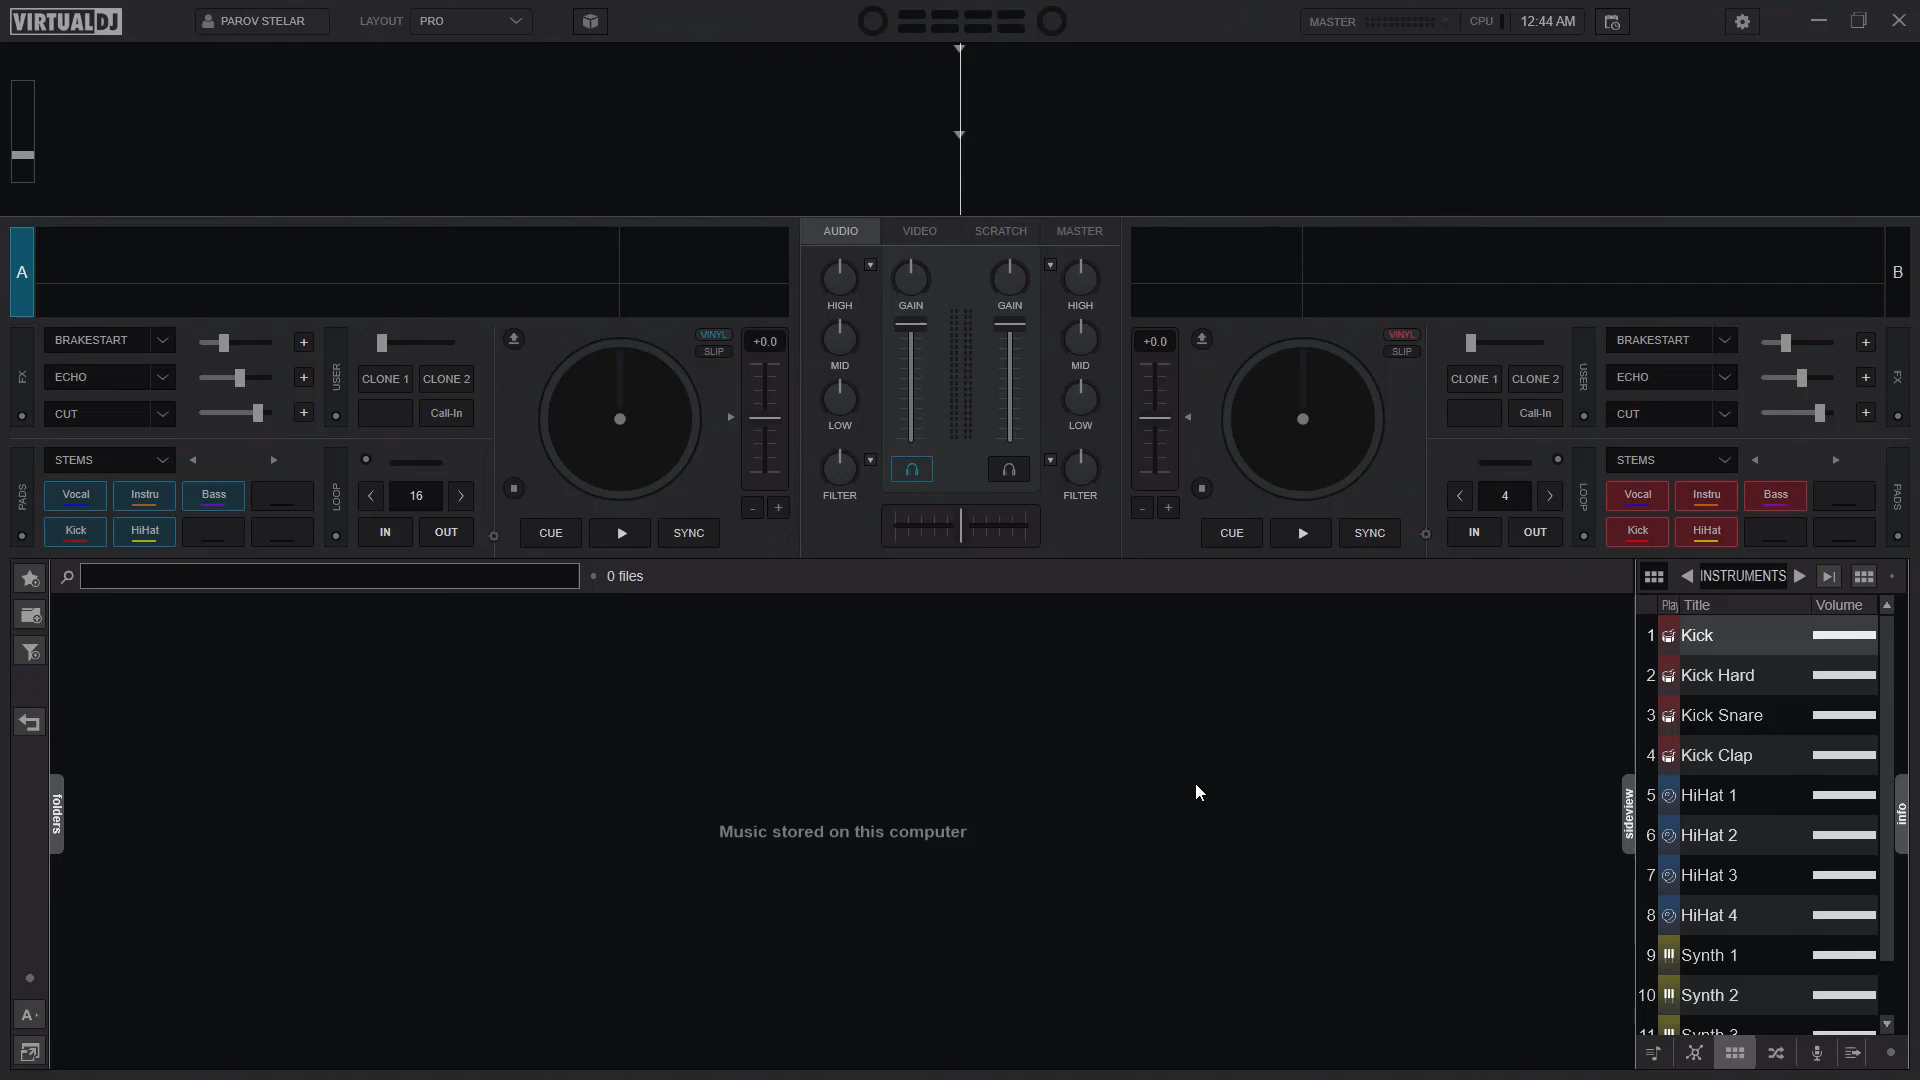 VIRTUALDJ
PAROV STELAR
LAYOUT
PRO
MASTER
CPU
12:44 AM
A
AUDIO
VIDEO
SCRATCH
MASTER
B
HIGH
GAIN
GAIN
HIGH
MID
MID
LOW
LOW
FILTER
FILTER
FX
BRAKESTART
ECHO
CUT
USER
CLONE 1
CLONE 2
Call-In
VINYL
SLIP
+0.0
PADS
STEMS
Vocal
Instru
Bass
Kick
HiHat
LOOP
16
IN
OUT
CUE
SYNC
-
+
+0.0
VINYL
SLIP
CLONE 1
CLONE 2
Call-In
USER
BRAKESTART
ECHO
CUT
FX
-
+
CUE
SYNC
4
IN
OUT
LOOP
STEMS
Vocal
Instru
Bass
Kick
HiHat
PADS
0 files
INSTRUMENTS
Play
Title
Volume
1 Kick
2 Kick Hard
3 Kick Snare
4 Kick Clap
5 HiHat 1
6 HiHat 2
7 HiHat 3
8 HiHat 4
9 Synth 1
10 Synth 2
11 Synth 3
folders
Music stored on this computer
sideview
info
A+